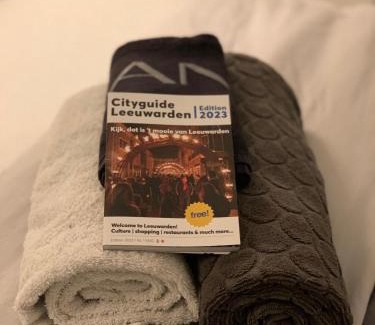 AN
Cityguide
Leeuwarden
Edition
2023
Kijk, dat is 't mooie van Leeuwarden
free!
Welcome to Leeuwarden!
Culture | shopping | restaurants & much more...